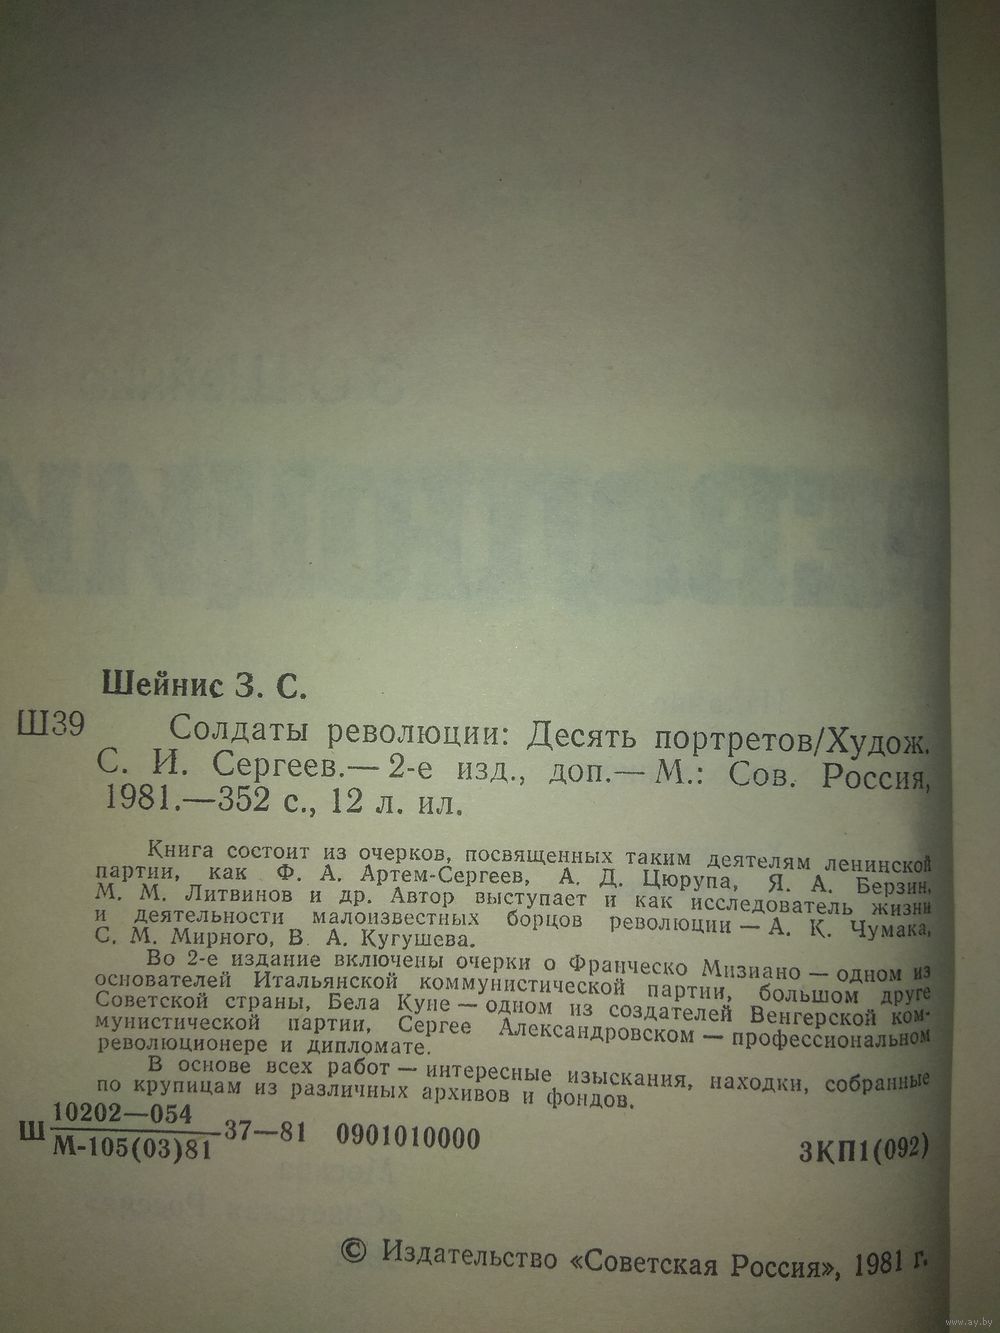 Шейнис З. С.
Ш39 Солдаты революции: Десять портретов/Худож.
С. И. Сергеев.— 2-е изд., доп.— М.: Сов. Россия,
1981.—352 с., 12 л. ил.
Книга состоит из очерков, посвященных таким деятелям ленинской
партии, как Ф. А. Артем-Сергеев, А. Д. Цюрупа, Я. А. Берзин,
М. М. Литвинов и др. Автор выступает и как исследователь жизни
и деятельности малоизвестных борцов революции — А. К. Чумака,
С. М. Мирного, В. А. Кугушева.
Во 2-е издание включены очерки о Франческо Мизиано — одном из
основателей Итальянской коммунистической партии, большом друге
Советской страны, Бела Куне — одном из создателей Венгерской ком-
мунистической партии, Сергее Александровском — профессиональном
революционере и дипломате.
В основе всех работ — интересные изыскания, находки, собранные
по крупицам из различных архивов и фондов.
10202—054
Ш 37—81 0901010000 3КП1(092)
М-105(03)81
© Издательство «Советская Россия», 1981 г.
www.ay.by